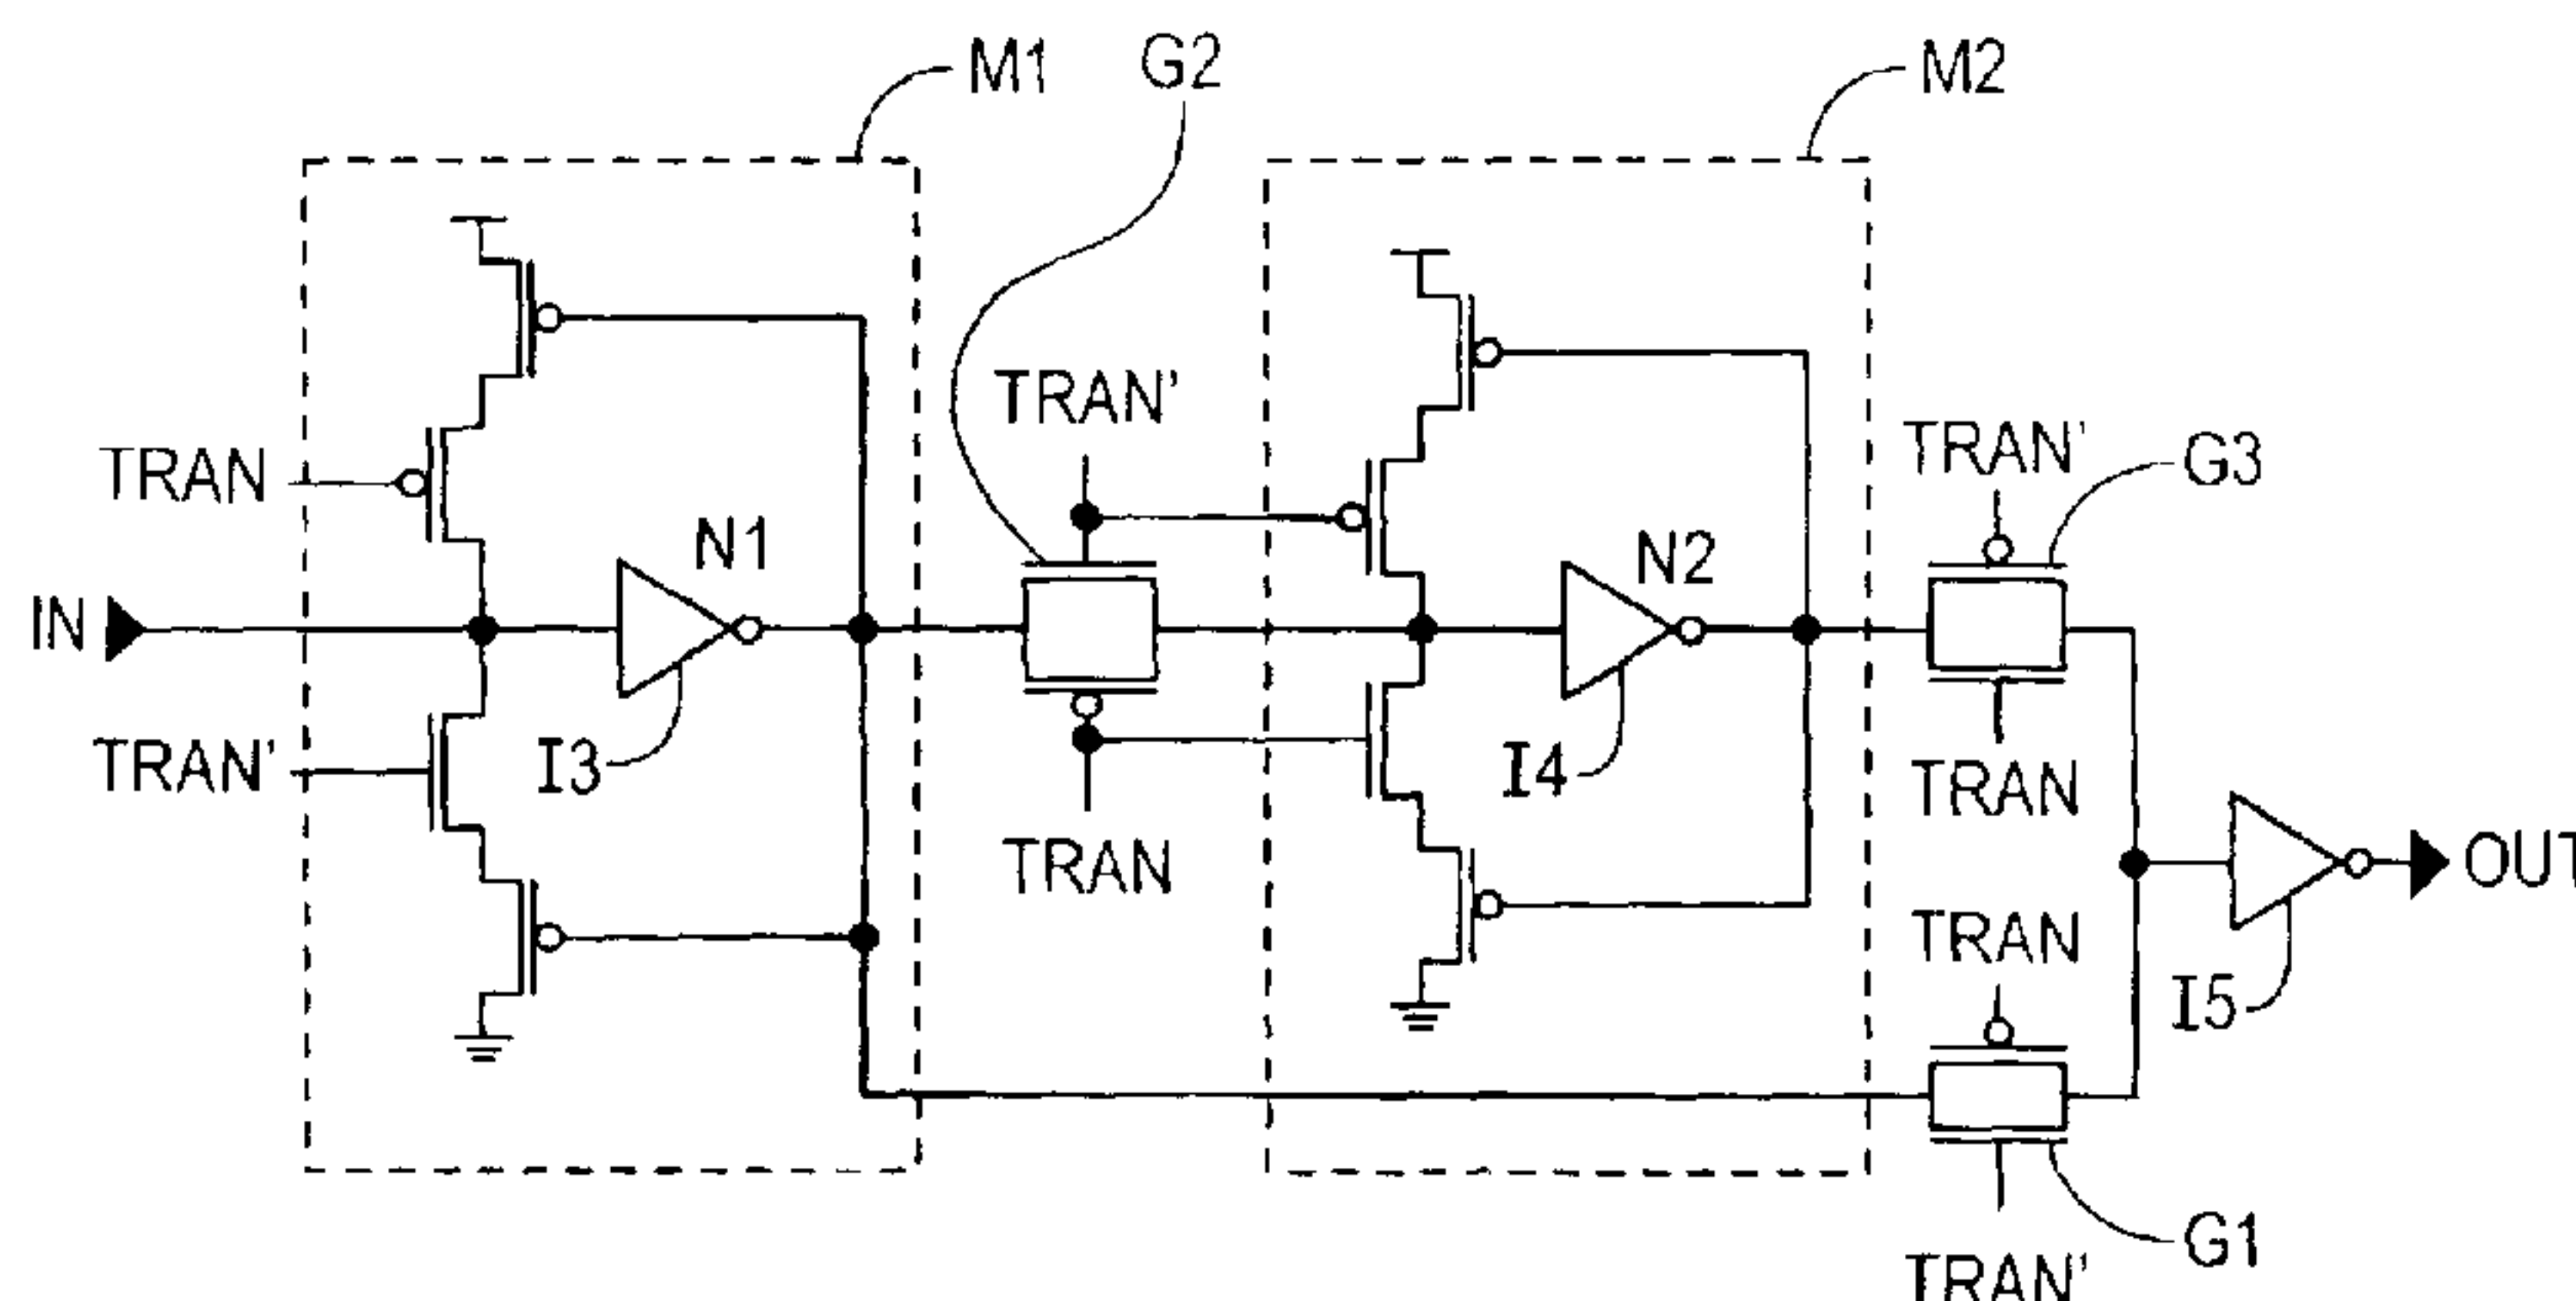 M1
G2
M2
TRAN'
TRAN'
G3
TRAN
N1
N2
IN
TRAN'
I3
I4
TRAN
TRAN
OUT
TRAN
I5
G1
TRAN'